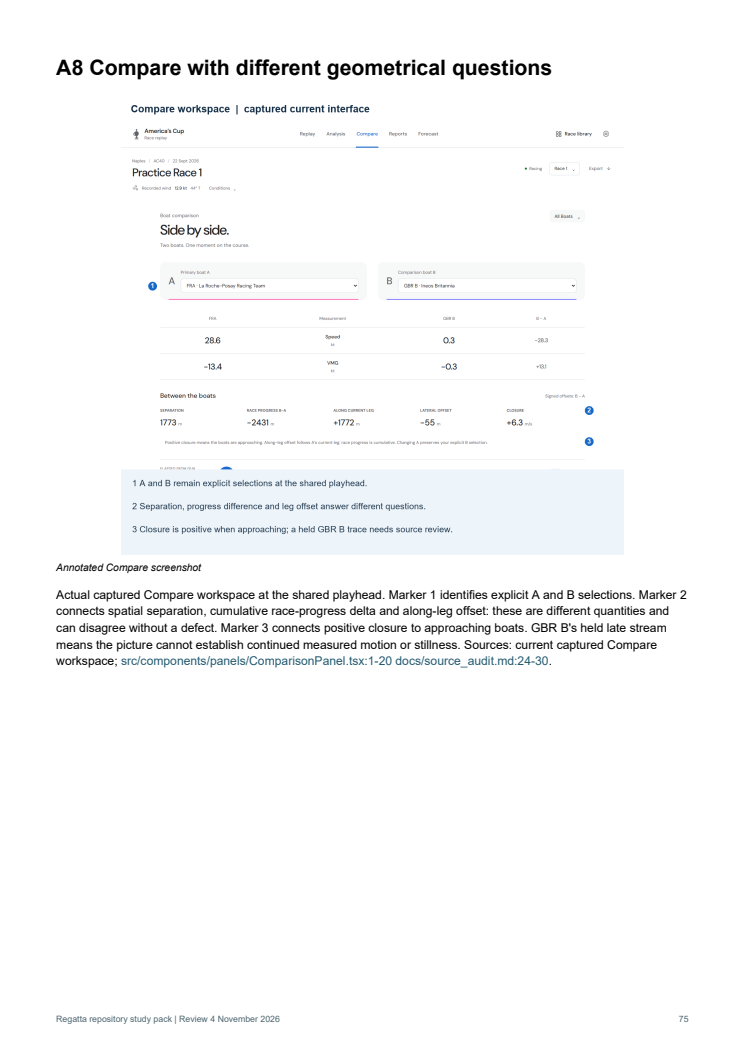 A8 Compare with different geometrical questions
Compare workspace | captured current interface
America's Cup
Race replay
Replay Analysis Compare Reports Forecast
Race library
Naples / AC40 / 22 Sept 2026
Practice Race 1
Racing Race 1 Export
Recorded wind 12.9 kt 44° T Conditions
Boat comparison
All Boats
Side by side.
Two boats. One moment on the course.
1 A Primary boat A B Comparison boat B
FRA · La Roche-Posay Racing Team GBR B · Ineos Britannia
FRA Measurement GBR B B − A
28.6 Speed 0.3 −28.3
kt
−13.4 VMG −0.3 +13.1
kt
Between the boats Signed offsets: B − A
SEPARATION RACE PROGRESS B-A ALONG CURRENT LEG LATERAL OFFSET CLOSURE 2
1773 m −2431 m +1772 m −55 m +6.3 m/s
Positive closure means the boats are approaching. Along-leg offset follows A's current leg; race progress is cumulative. Changing A preserves your explicit B selection. 3
1 A and B remain explicit selections at the shared playhead.
2 Separation, progress difference and leg offset answer different questions.
3 Closure is positive when approaching; a held GBR B trace needs source review.
Annotated Compare screenshot
Actual captured Compare workspace at the shared playhead. Marker 1 identifies explicit A and B selections. Marker 2
connects spatial separation, cumulative race-progress delta and along-leg offset: these are different quantities and
can disagree without a defect. Marker 3 connects positive closure to approaching boats. GBR B's held late stream
means the picture cannot establish continued measured motion or stillness. Sources: current captured Compare
workspace; src/components/panels/ComparisonPanel.tsx:1-20 docs/source_audit.md:24-30.
Regatta repository study pack | Review 4 November 2026 75